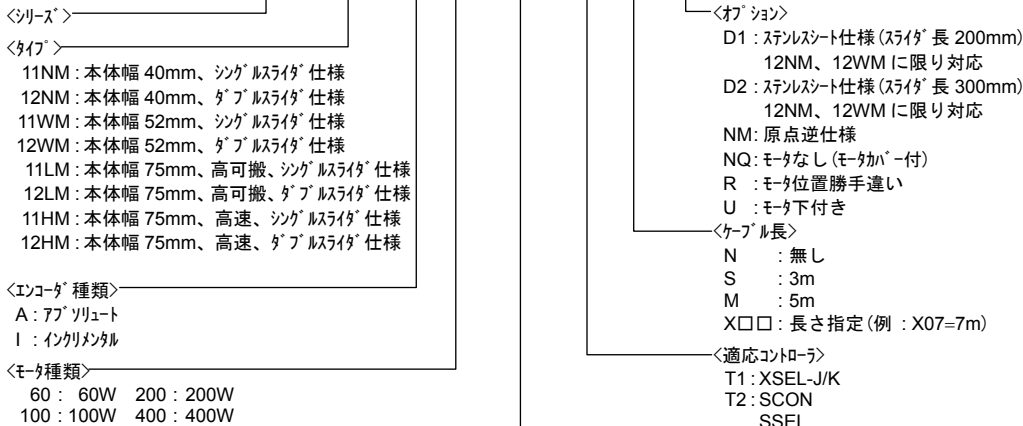 〈ｼﾘｰｽﾞ〉
〈ﾀｲﾌﾟ〉
11NM : 本体幅 40mm、ｼﾝｸﾞﾙｽﾗｲﾀﾞ仕様
12NM : 本体幅 40mm、ﾀﾞﾌﾞﾙｽﾗｲﾀﾞ仕様
11WM : 本体幅 52mm、ｼﾝｸﾞﾙｽﾗｲﾀﾞ仕様
12WM : 本体幅 52mm、ﾀﾞﾌﾞﾙｽﾗｲﾀﾞ仕様
11LM : 本体幅 75mm、高可搬、ｼﾝｸﾞﾙｽﾗｲﾀﾞ仕様
12LM : 本体幅 75mm、高可搬、ﾀﾞﾌﾞﾙｽﾗｲﾀﾞ仕様
11HM : 本体幅 75mm、高速、ｼﾝｸﾞﾙｽﾗｲﾀﾞ仕様
12HM : 本体幅 75mm、高速、ﾀﾞﾌﾞﾙｽﾗｲﾀﾞ仕様
〈ｴﾝｺｰﾀﾞ種類〉
A : ｱﾌﾞｿﾘｭｰﾄ
I : ｲﾝｸﾘﾒﾝﾀﾙ
〈ﾓｰﾀ種類〉
60 : 60W 200 : 200W
100 : 100W 400 : 400W
〈ｵﾌﾟｼｮﾝ〉
D1 : ｽﾃﾝﾚｽｼｰﾄ仕様 (ｽﾗｲﾀﾞ長 200mm)
12NM、12WM に限り対応
D2 : ｽﾃﾝﾚｽｼｰﾄ仕様 (ｽﾗｲﾀﾞ長 300mm)
12NM、12WM に限り対応
NM : 原点逆仕様
NQ : ﾓｰﾀなし (ﾓｰﾀｶﾊﾞｰ付)
R : ﾓｰﾀ位置勝手違い
U : ﾓｰﾀ下付き
〈ｹｰﾌﾞﾙ長〉
N : 無し
S : 3m
M : 5m
X□□ : 長さ指定 (例 : X07=7m)
〈適応ｺﾝﾄﾛｰﾗ〉
T1 : XSEL-J/K
T2 : SCON
SSEL